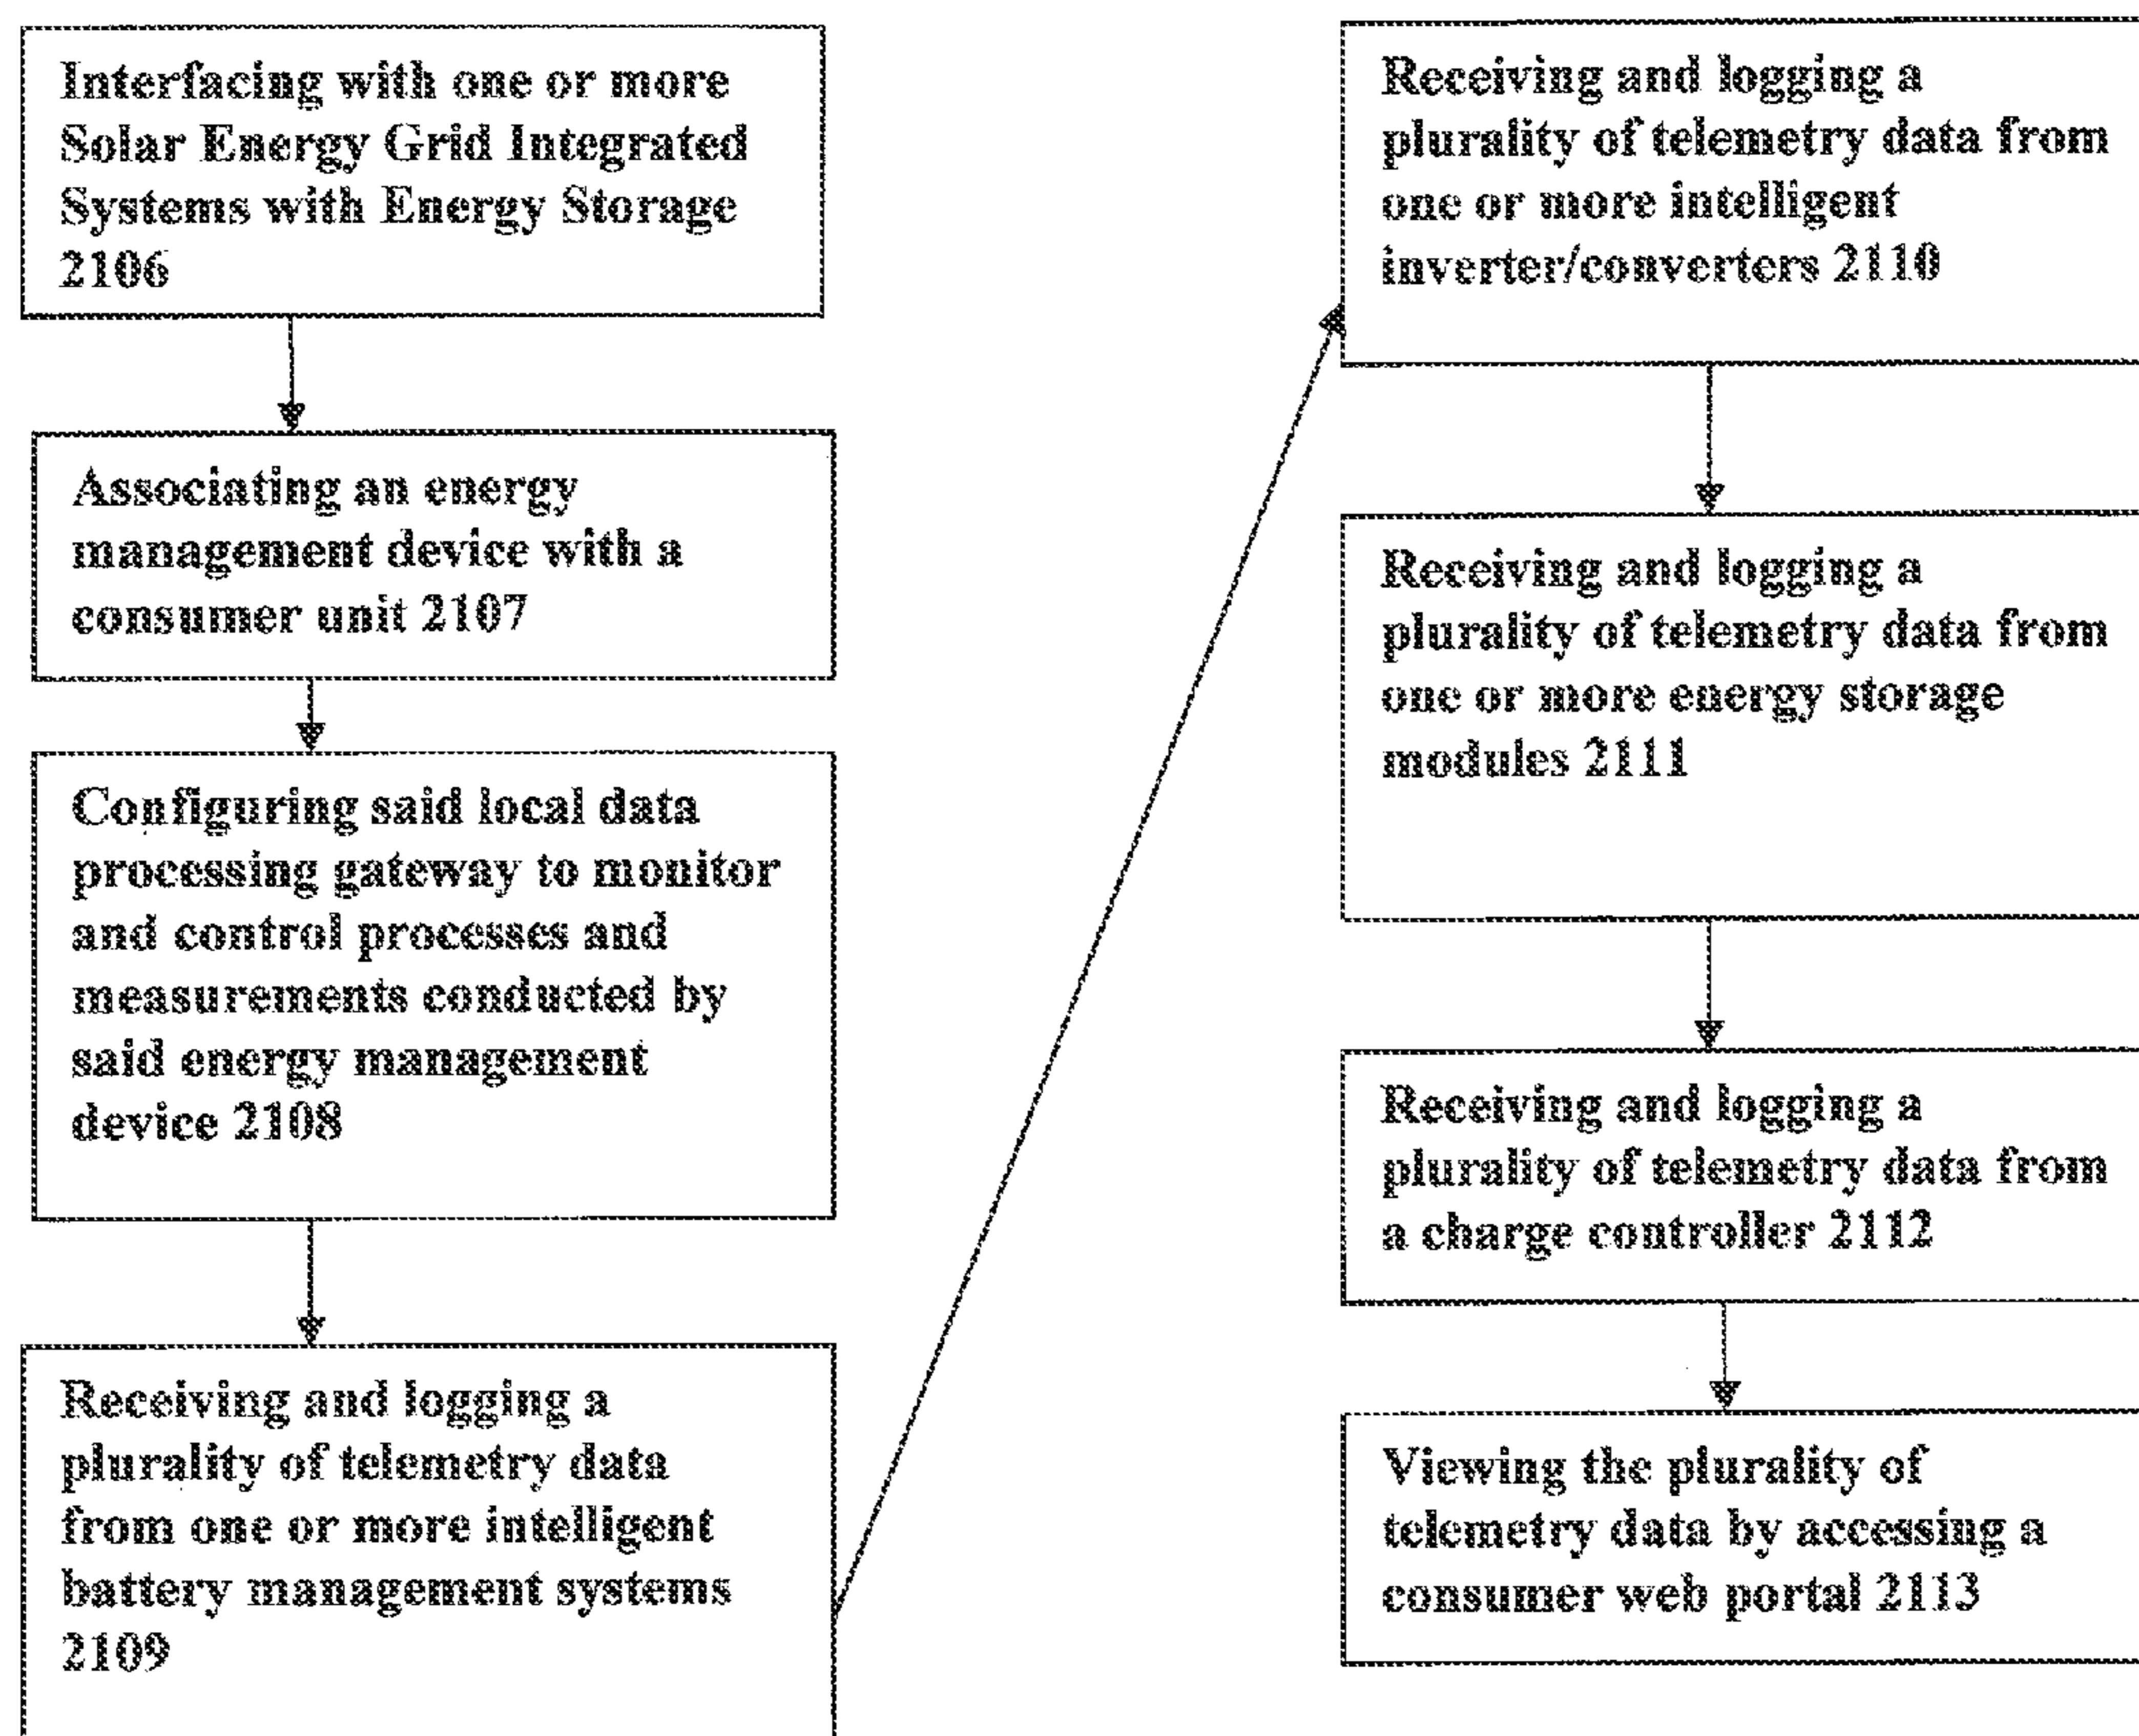 Interfacing with one or more
Solar Energy Grid Integrated
Systems with Energy Storage
2106
Associating an energy
management device with a
consumer unit 2107
Configuring said local data
processing gateway to monitor
and control processes and
measurements conducted by
said energy management
device 2108
Receiving and logging a
plurality of telemetry data
from one or more intelligent
battery management systems
2109
Receiving and logging a
plurality of telemetry data from
one or more intelligent
inverter/converters 2110
Receiving and logging a
plurality of telemetry data from
one or more energy storage
modules 2111
Receiving and logging a
plurality of telemetry data from
a charge controller 2112
Viewing the plurality of
telemetry data by accessing a
consumer web portal 2113